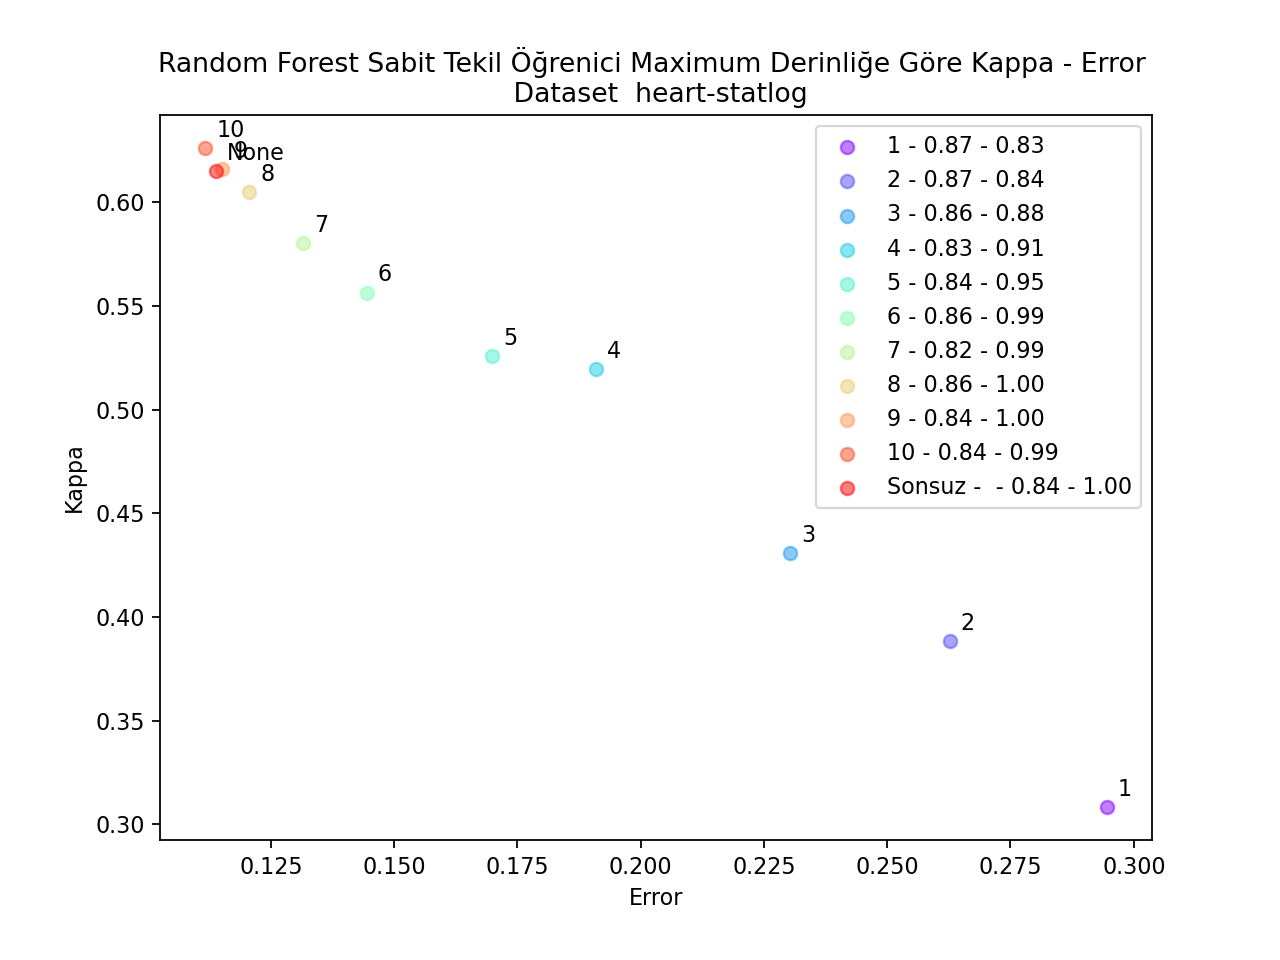 Random Forest Sabit Tekil Öğrenici Maximum Derinliğe Göre Kappa - Error
Dataset  heart-statlog
10
9
None
8
7
6
5
4
3
2
1
1 - 0.87 - 0.83
2 - 0.87 - 0.84
3 - 0.86 - 0.88
4 - 0.83 - 0.91
5 - 0.84 - 0.95
6 - 0.86 - 0.99
7 - 0.82 - 0.99
8 - 0.86 - 1.00
9 - 0.84 - 1.00
10 - 0.84 - 0.99
Sonsuz -  - 0.84 - 1.00
Kappa
0.60
0.55
0.50
0.45
0.40
0.35
0.30
0.125 0.150 0.175 0.200 0.225 0.250 0.275 0.300
Error